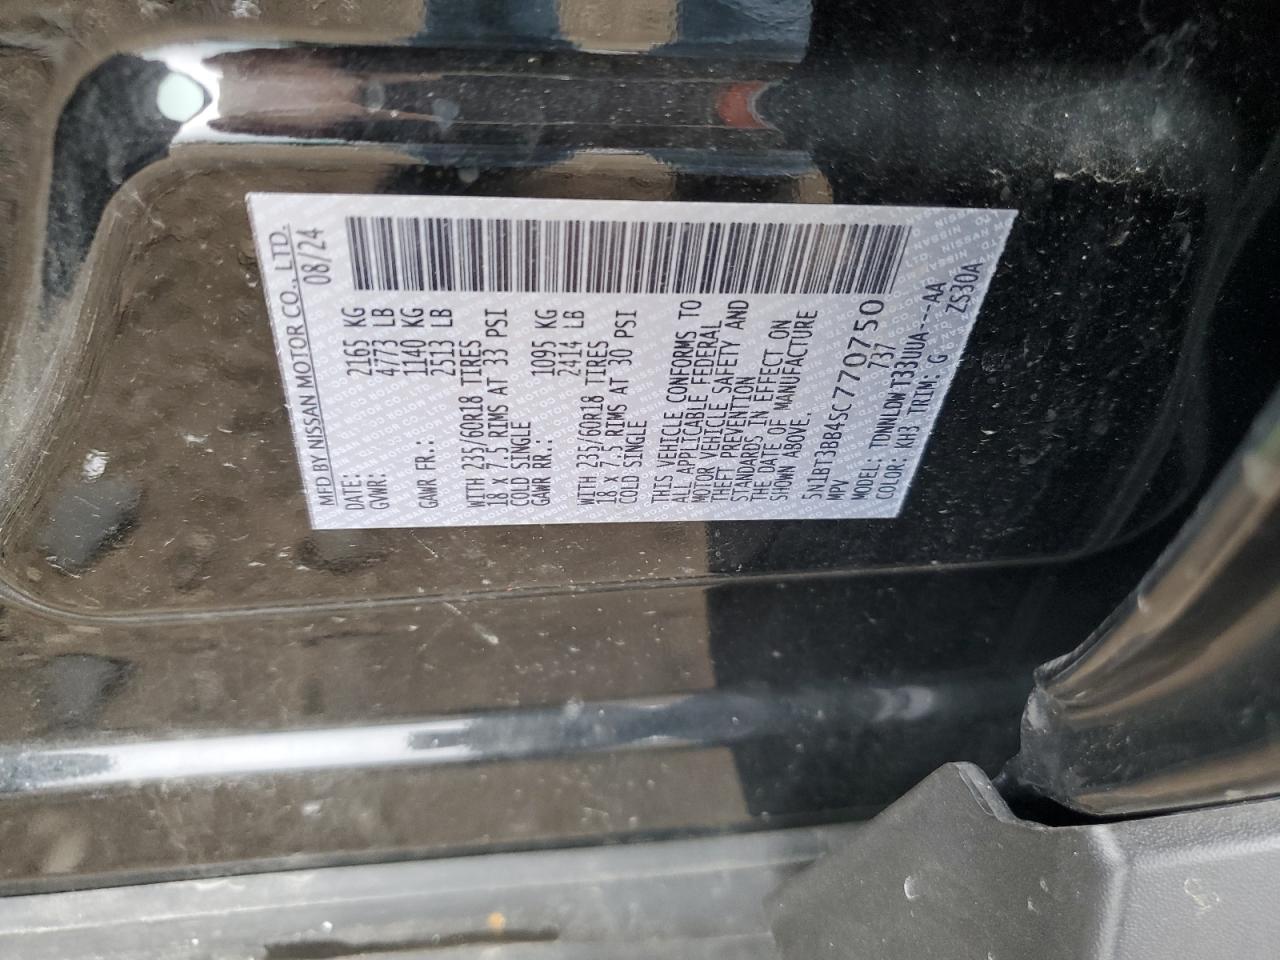 MFD BY NISSAN MOTOR CO., LTD.
DATE: 08/24
GVWR: 2165 KG
4773 LB
GAWR FR.: 1140 KG
2513 LB
WITH 235/60R18 TIRES
18 x 7.5 RIMS AT 33 PSI
COLD SINGLE
GAWR RR.: 1095 KG
2414 LB
WITH 235/60R18 TIRES
18 x 7.5 RIMS AT 30 PSI
COLD SINGLE
THIS VEHICLE CONFORMS TO
ALL APPLICABLE FEDERAL
MOTOR VEHICLE SAFETY AND
THEFT PREVENTION
STANDARDS IN EFFECT ON
THE DATE OF MANUFACTURE
SHOWN ABOVE.
5N1BT3BB4SC770750
MPV 737
MODEL: TDWNLDWT33UUA---AA
COLOR: KH3 TRIM: G ZS30A